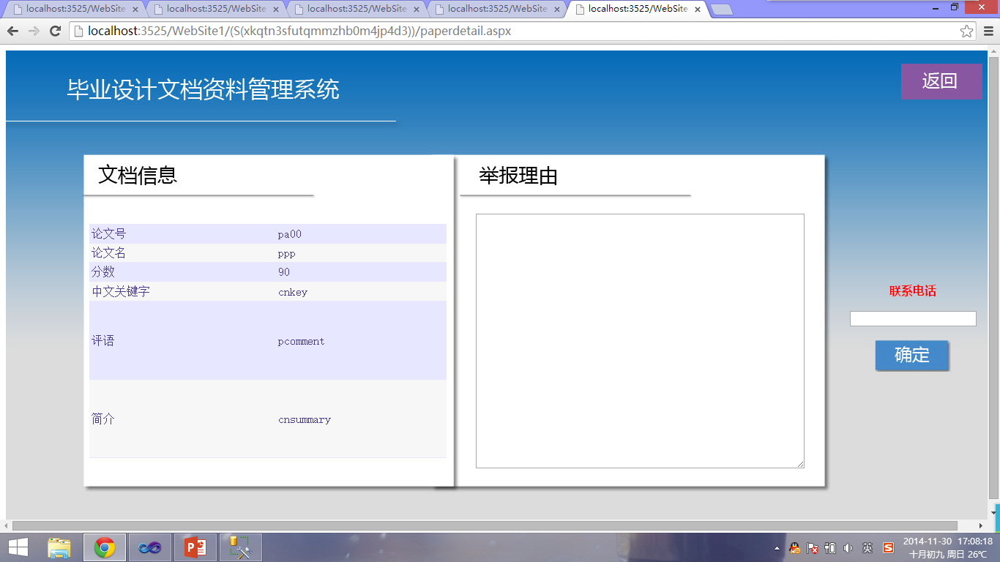 localhost:3525/WebSite
localhost:3525/WebSite
localhost:3525/WebSite
localhost:3525/WebSite
localhost:3525/WebSite
localhost:3525/WebSite1/(S(xkqtn3sfutqmmzhb0m4jp4d3))/paperdetail.aspx
毕业设计文档资料管理系统
返回
文档信息
举报理由
论文号 pa00
论文名 ppp
分数 90
中文关键字 cnkey
评语 pcomment
简介 cnsummary
联系电话
确定
英
2014-11-30 17:08:18
十月初九 周日 26℃